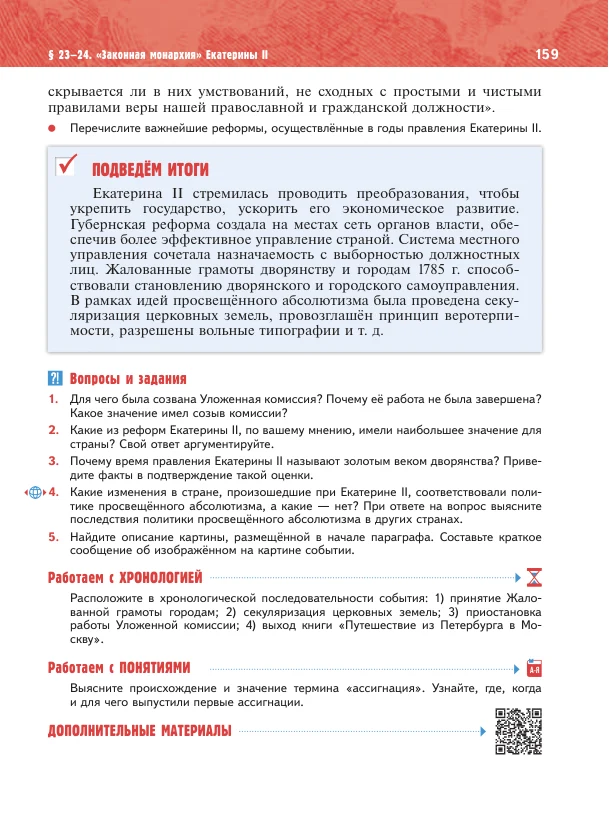 § 23–24. «Законная монархия» Екатерины II
159
скрывается ли в них умствований, не сходных с простыми и чистыми
правилами веры нашей православной и гражданской должности».
● Перечислите важнейшие реформы, осуществлённые в годы правления Екатерины II.
ПОДВЕДЁМ ИТОГИ
Екатерина II стремилась проводить преобразования, чтобы
укрепить государство, ускорить его экономическое развитие.
Губернская реформа создала на местах сеть органов власти, обе-
спечив более эффективное управление страной. Система местного
управления сочетала назначаемость с выборностью должностных
лиц. Жалованные грамоты дворянству и городам 1785 г. способ-
ствовали становлению дворянского и городского самоуправления.
В рамках идей просвещённого абсолютизма была проведена секу-
ляризация церковных земель, провозглашён принцип веротерпи-
мости, разрешены вольные типографии и т. д.
?! Вопросы и задания
1. Для чего была созвана Уложенная комиссия? Почему её работа не была завершена?
Какое значение имел созыв комиссии?
2. Какие из реформ Екатерины II, по вашему мнению, имели наибольшее значение для
страны? Свой ответ аргументируйте.
3. Почему время правления Екатерины II называют золотым веком дворянства? Приве-
дите факты в подтверждение такой оценки.
4. Какие изменения в стране, произошедшие при Екатерине II, соответствовали поли-
тике просвещённого абсолютизма, а какие — нет? При ответе на вопрос выясните
последствия политики просвещённого абсолютизма в других странах.
5. Найдите описание картины, размещённой в начале параграфа. Составьте краткое
сообщение об изображённом на картине событии.
Работаем с ХРОНОЛОГИЕЙ
Расположите в хронологической последовательности события: 1) принятие Жало-
ванной грамоты городам; 2) секуляризация церковных земель; 3) приостановка
работы Уложенной комиссии; 4) выход книги «Путешествие из Петербурга в Мо-
скву».
Работаем с ПОНЯТИЯМИ
А-Я
Выясните происхождение и значение термина «ассигнация». Узнайте, где, когда
и для чего выпустили первые ассигнации.
ДОПОЛНИТЕЛЬНЫЕ МАТЕРИАЛЫ